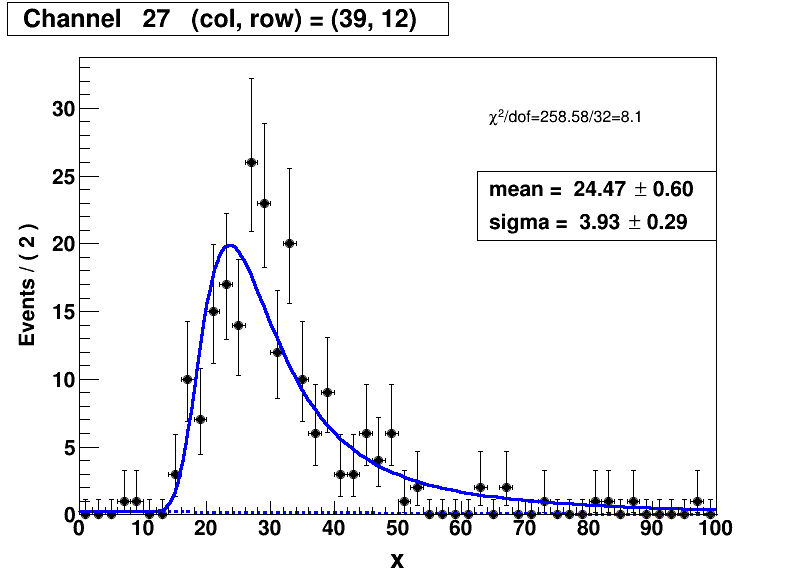 Channel 27 (col, row) = (39, 12)
χ²/dof=258.58/32=8.1
mean = 24.47 ± 0.60
sigma = 3.93 ± 0.29
Events / ( 2 )
30
25
20
15
10
5
0
0 10 20 30 40 50 60 70 80 90 100
x